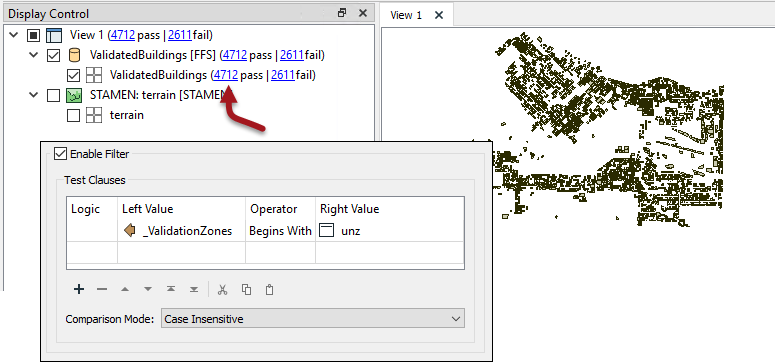 Display Control
View 1
View 1 (4712 pass | 2611 fail)
ValidatedBuildings [FFS] (4712 pass | 2611 fail)
ValidatedBuildings (4712 pass | 2611 fail)
STAMEN: terrain [STAMEN
terrain
Enable Filter
Test Clauses
Logic Left Value Operator Right Value
_ValidationZones Begins With unz
Comparison Mode: Case Insensitive